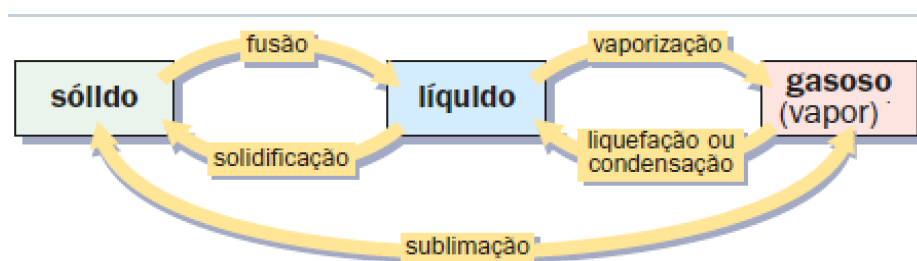 fusão
vaporização
sólido
líquido
gasoso
(vapor)
solidificação
liquefação ou
condensação
sublimação